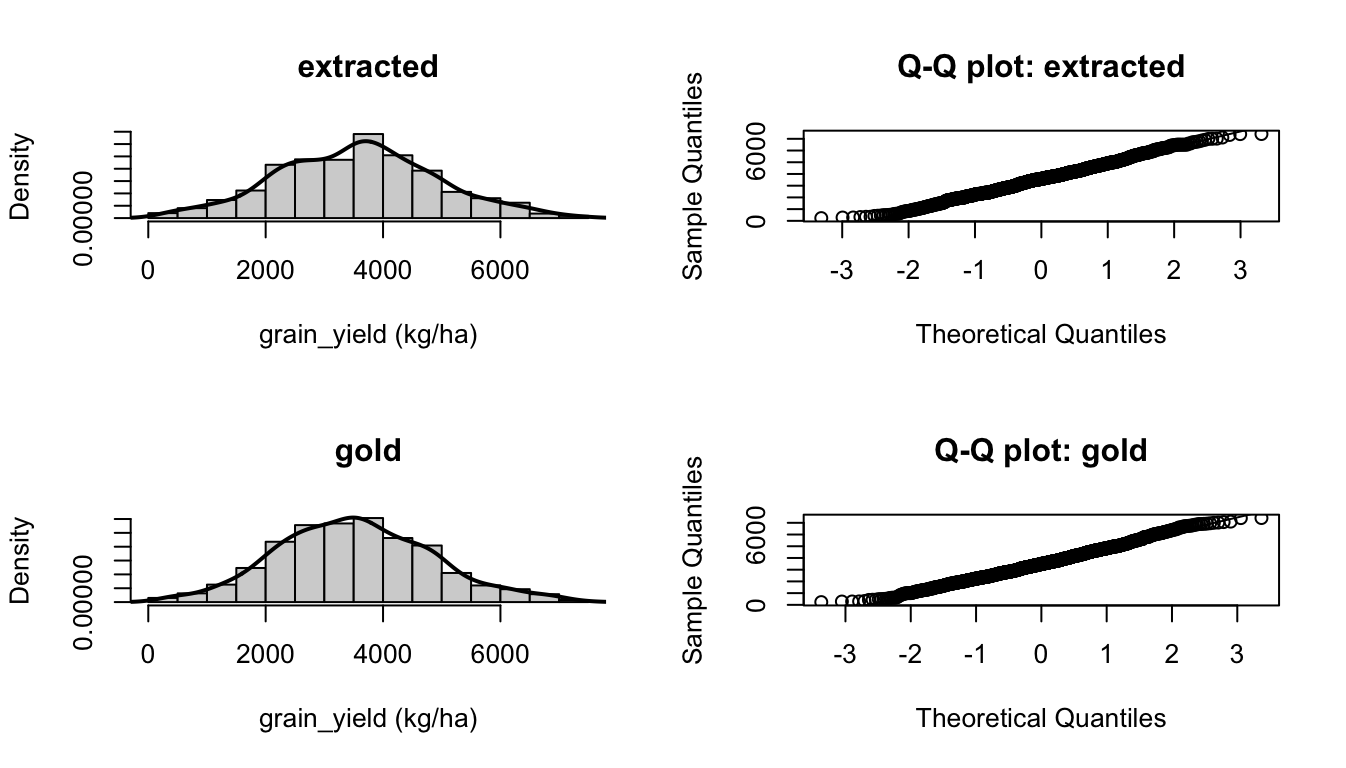 extracted
Density
0.00000
0 2000 4000 6000
grain_yield (kg/ha)
Q-Q plot: extracted
Sample Quantiles
0 6000
-3 -2 -1 0 1 2 3
Theoretical Quantiles
gold
Density
0.00000
0 2000 4000 6000
grain_yield (kg/ha)
Q-Q plot: gold
Sample Quantiles
0 6000
-3 -2 -1 0 1 2 3
Theoretical Quantiles